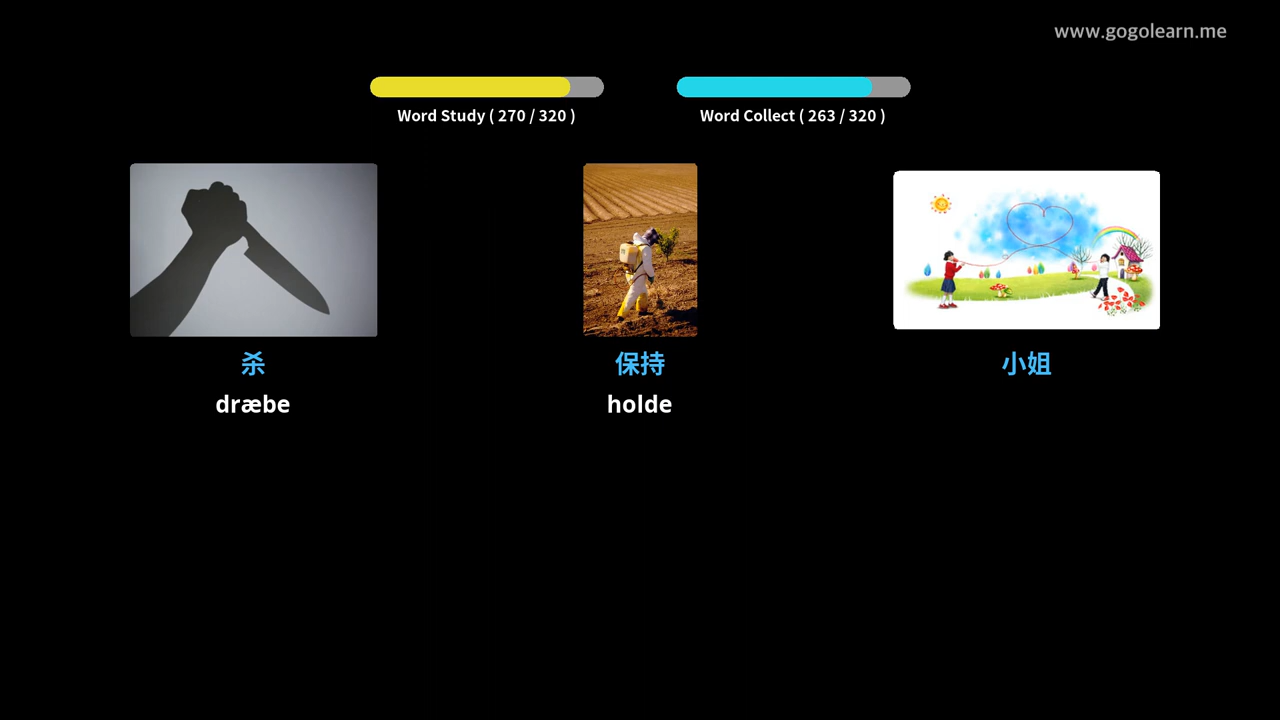 www.gogolearn.me
Word Study ( 270 / 320 )
Word Collect ( 263 / 320 )
杀
保持
小姐
dræbe
holde